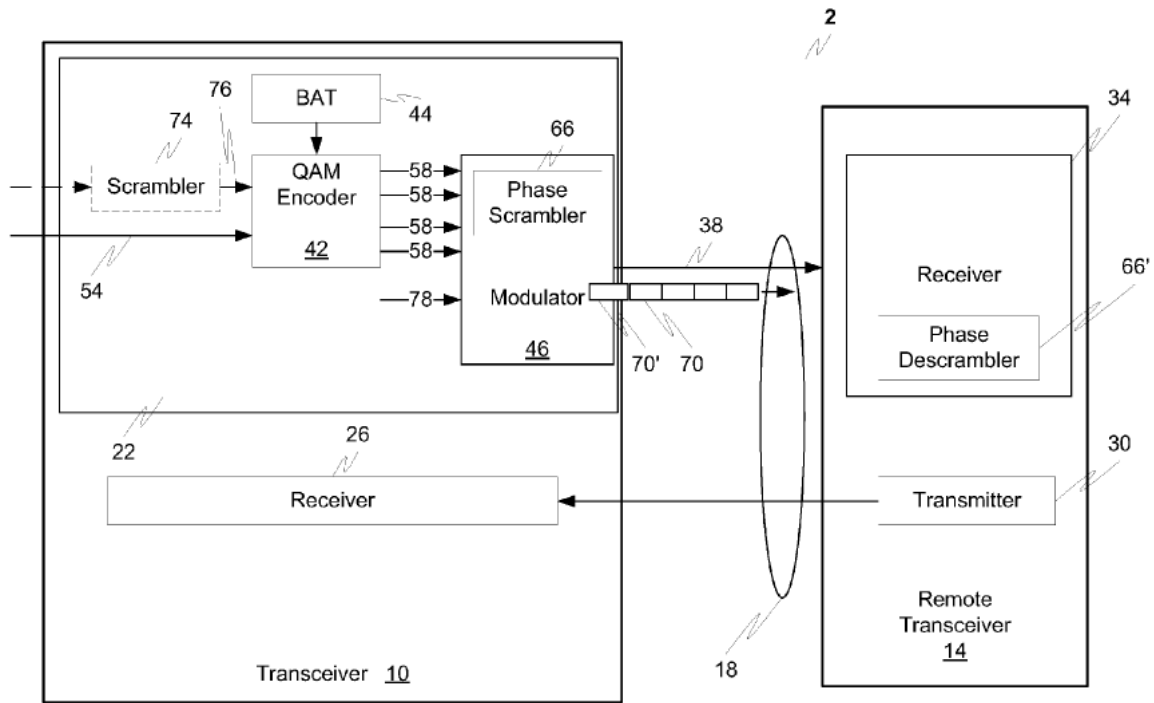 2
34
BAT
44
74
76
66
Scrambler
QAM
Encoder
42
58
58
58
58
Phase
Scrambler
38
54
78
Modulator
46
70'
70
Receiver
66'
Phase
Descrambler
22
26
Receiver
30
Transmitter
18
Remote
Transceiver
14
Transceiver 10